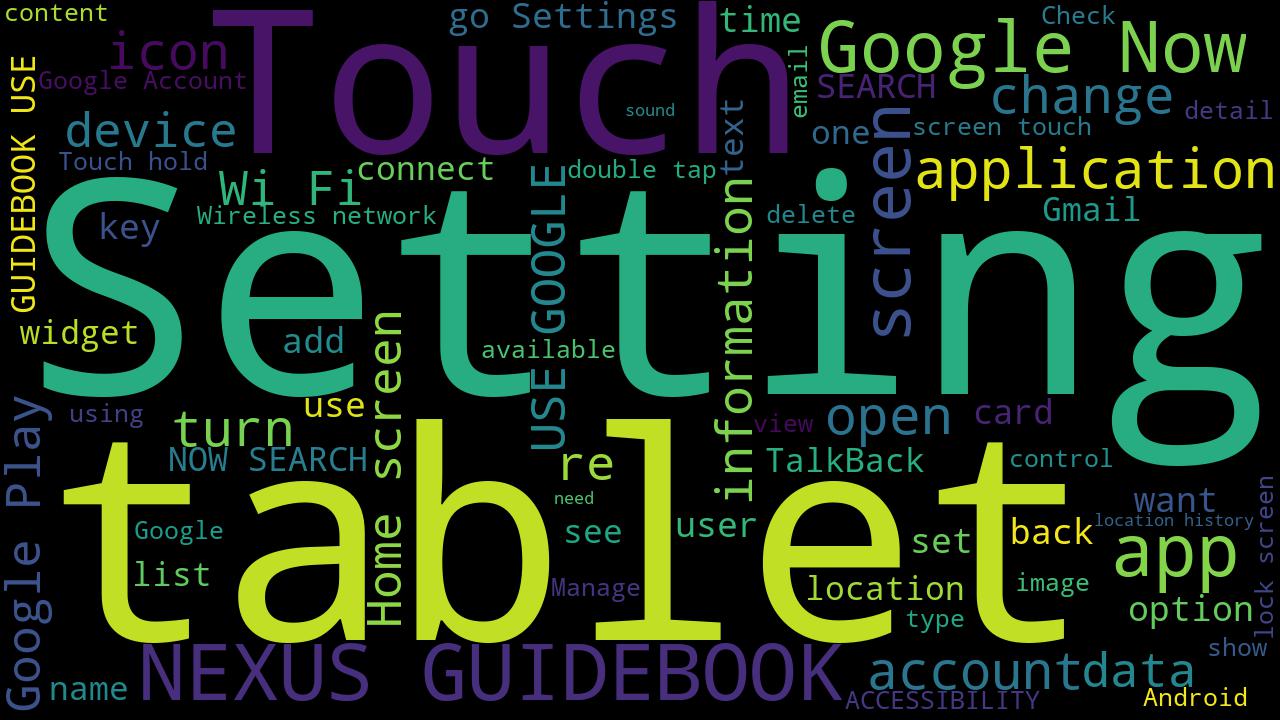 content
go Settings
time
Check
icon
Touch
Google Now
Google Account
email
SEARCH
change
detail
GUIDEBOOK USE
device
sound
text
one
screen
screen touch
Touch hold
Wi Fi
connect
double tap
application
key
Wireless network
USE GOOGLE
information
delete
Gmail
Setting
widget
add
Home screen
available
using
use
view
open
card
Google Play
turn
NOW SEARCH
tablet
re
TalkBack
control
need
want
lock screen
Google
see
user
set
back
location history
app
list
Manage
location
image
option
type
show
name
NEXUS GUIDEBOOK
account
data
ACCESSIBILITY
Android